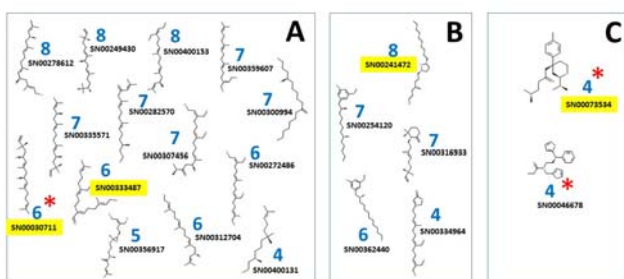 A
8
SN00278612
8
SN00249430
8
SN00400153
7
SN00359607
7
SN00300994
7
SN00335571
7
SN00282570
7
SN00307456
6
SN00272486
6 *
SN00030711
6
SN00333487
5
SN00356917
6
SN00312704
4
SN00400131
B
8
SN00241472
7
SN00254120
7
SN00316933
6
SN00362440
4
SN00334964
C
4 *
SN00073534
4 *
SN00046678